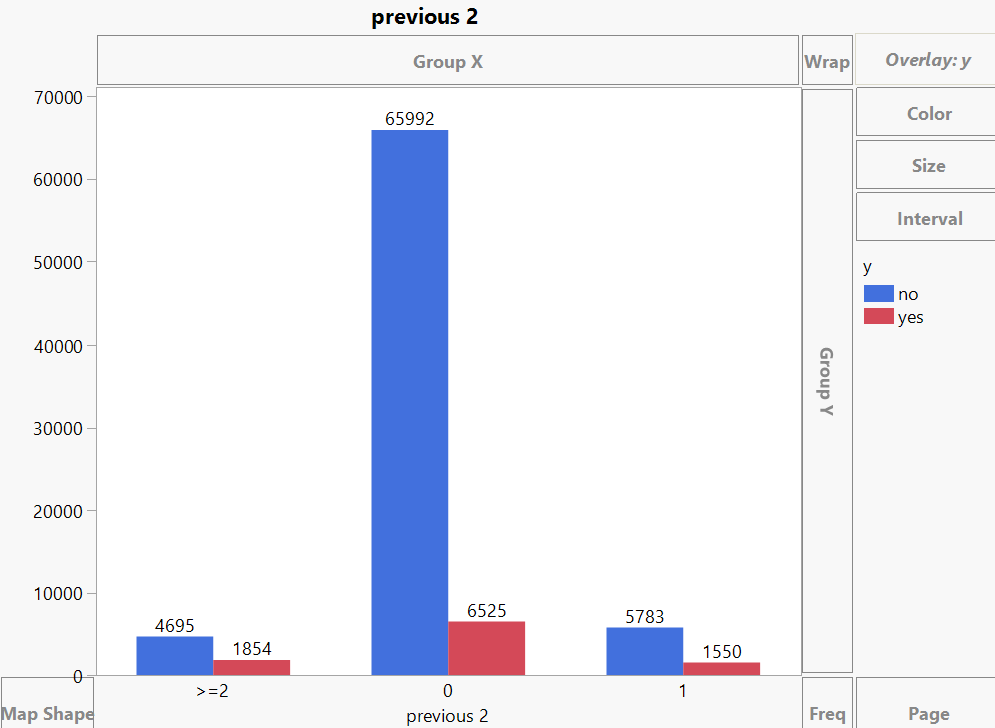 previous 2
Group X
Wrap
Overlay: y
70000
60000
50000
40000
30000
20000
10000
0
65992
6525
4695
1854
5783
1550
>=2
0
1
previous 2
Color
Size
Interval
y
no
yes
Group Y
Map Shape
Freq
Page